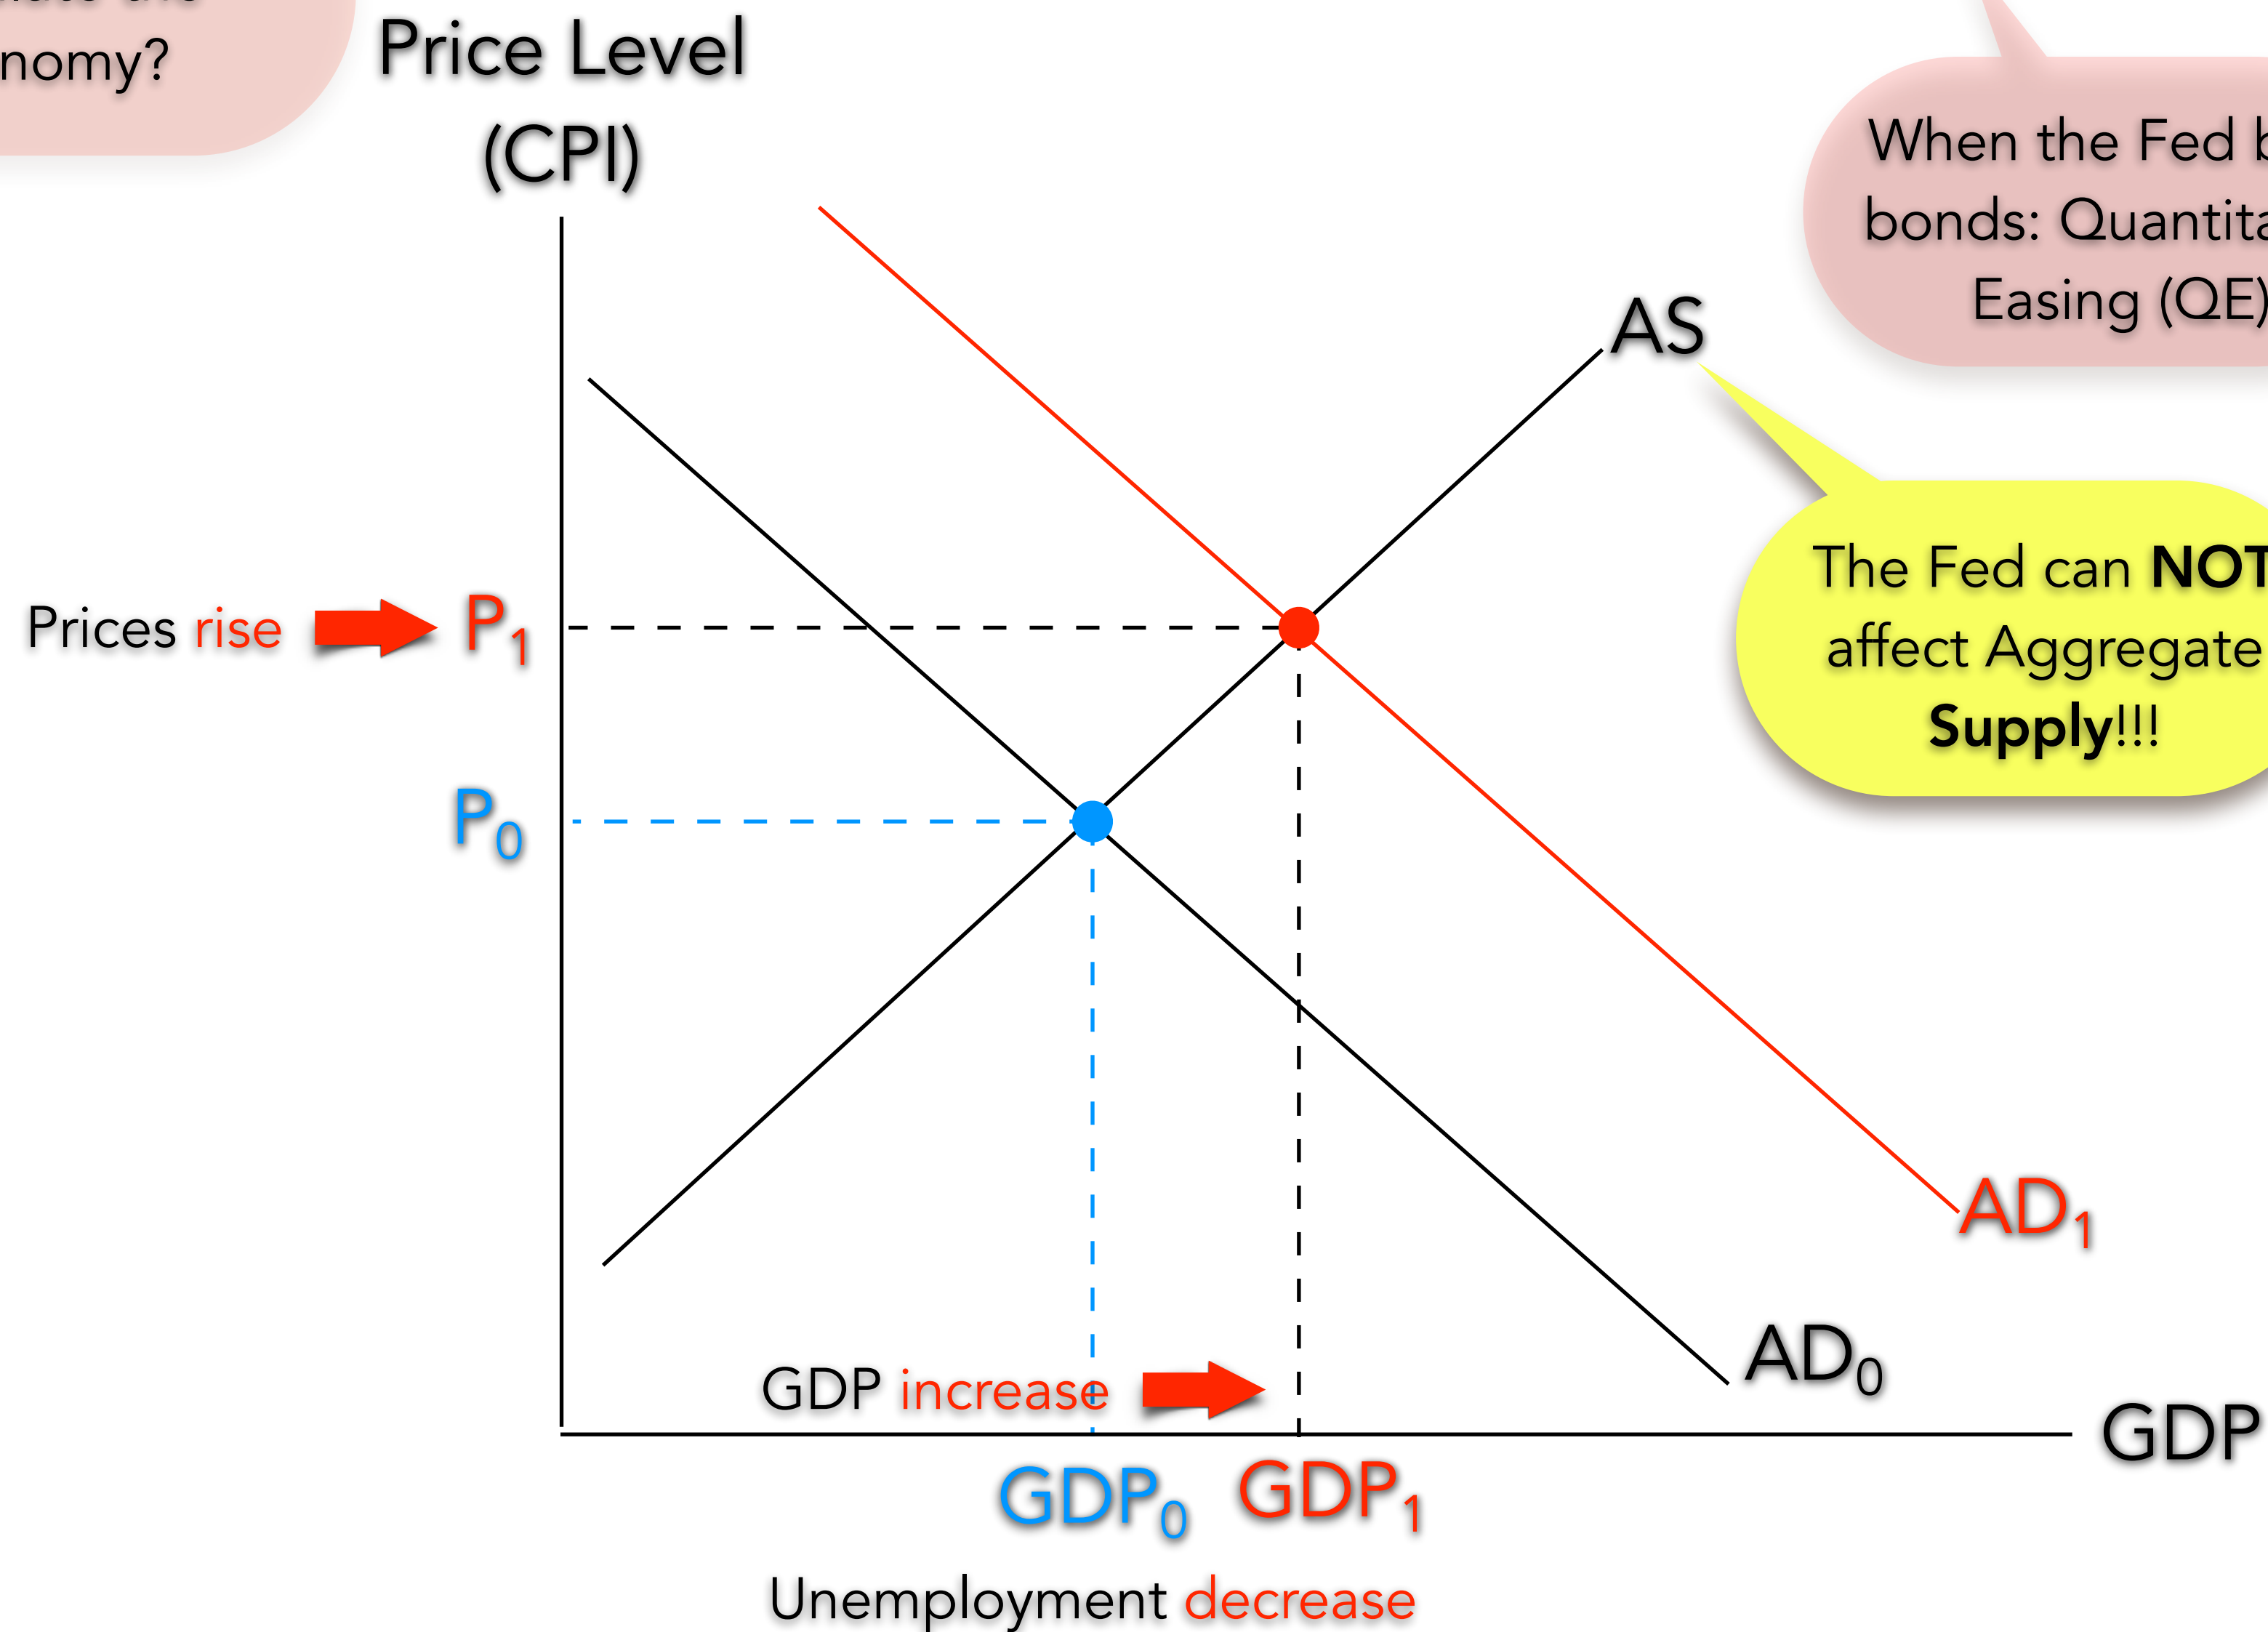 nomy?
Price Level
(CPI)
When the Fed
bonds:
Easing (QE)
AS
The Fed can NOT
affect Aggregate
Supply!!!
Prices rise
P1
P0
AD1
AD0
GDP increase
GDP
GDP0
GDP1
Unemployment decrease